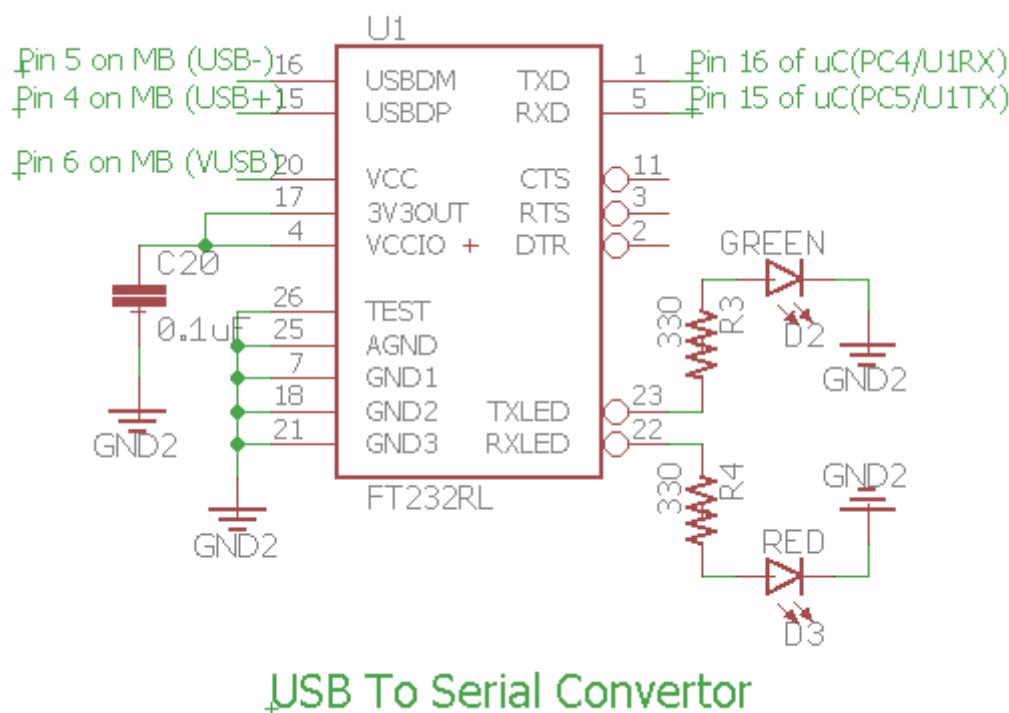 U1
Pin 5 on MB (USB-) 16 USBDM TXD 1 Pin 16 of uC(PC4/U1RX)
Pin 4 on MB (USB+) 15 USBDP RXD 5 Pin 15 of uC(PC5/U1TX)
Pin 6 on MB (VUSB) 20 VCC CTS 11
17 3V3OUT RTS 3
4 VCCIO + DTR 2
C20
0.1uF
GND2
26 TEST
25 AGND
7 GND1
18 GND2 TXLED 23
21 GND3 RXLED 22
GND2
FT232RL
GREEN
330 R3
D2
GND2
330 R4
GND2
RED
D3
USB To Serial Convertor